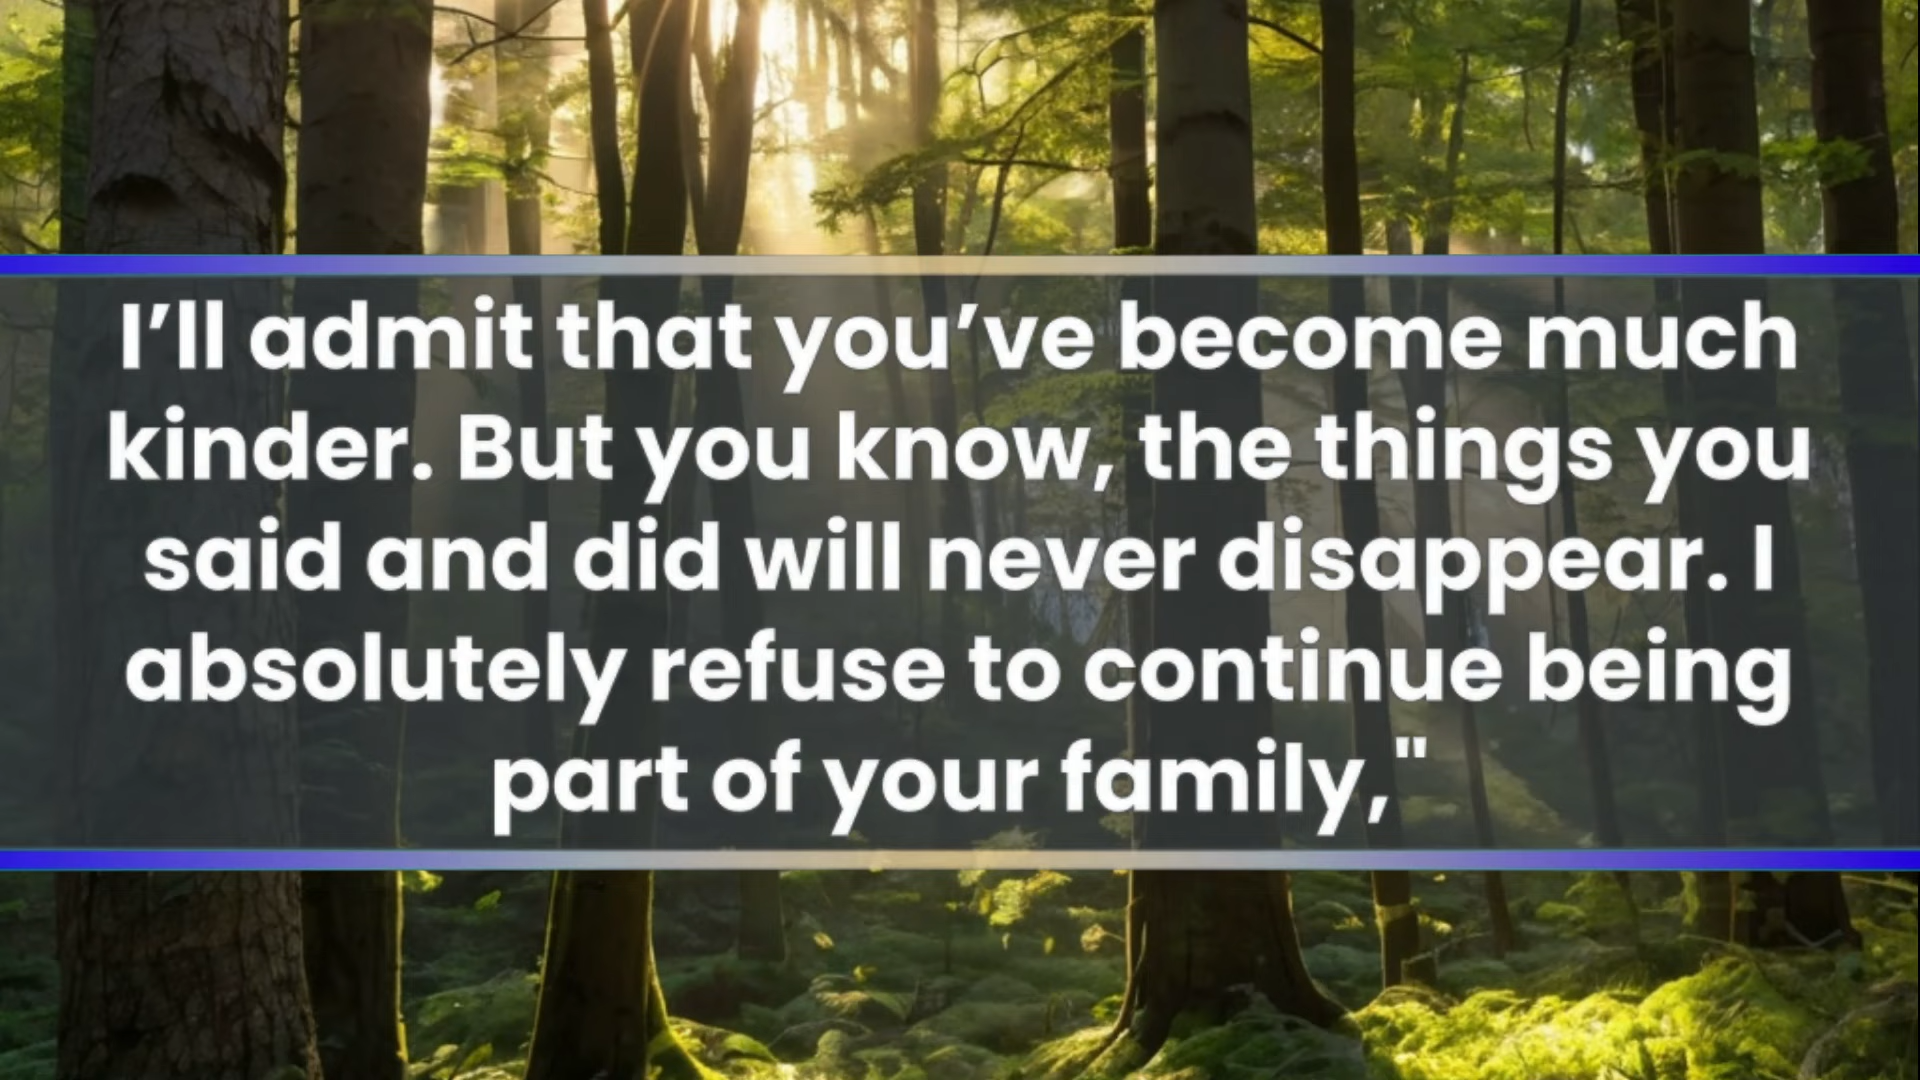 I’ll admit that you’ve become much
kinder. But you know, the things you
said and did will never disappear. I
absolutely refuse to continue being
part of your family,"